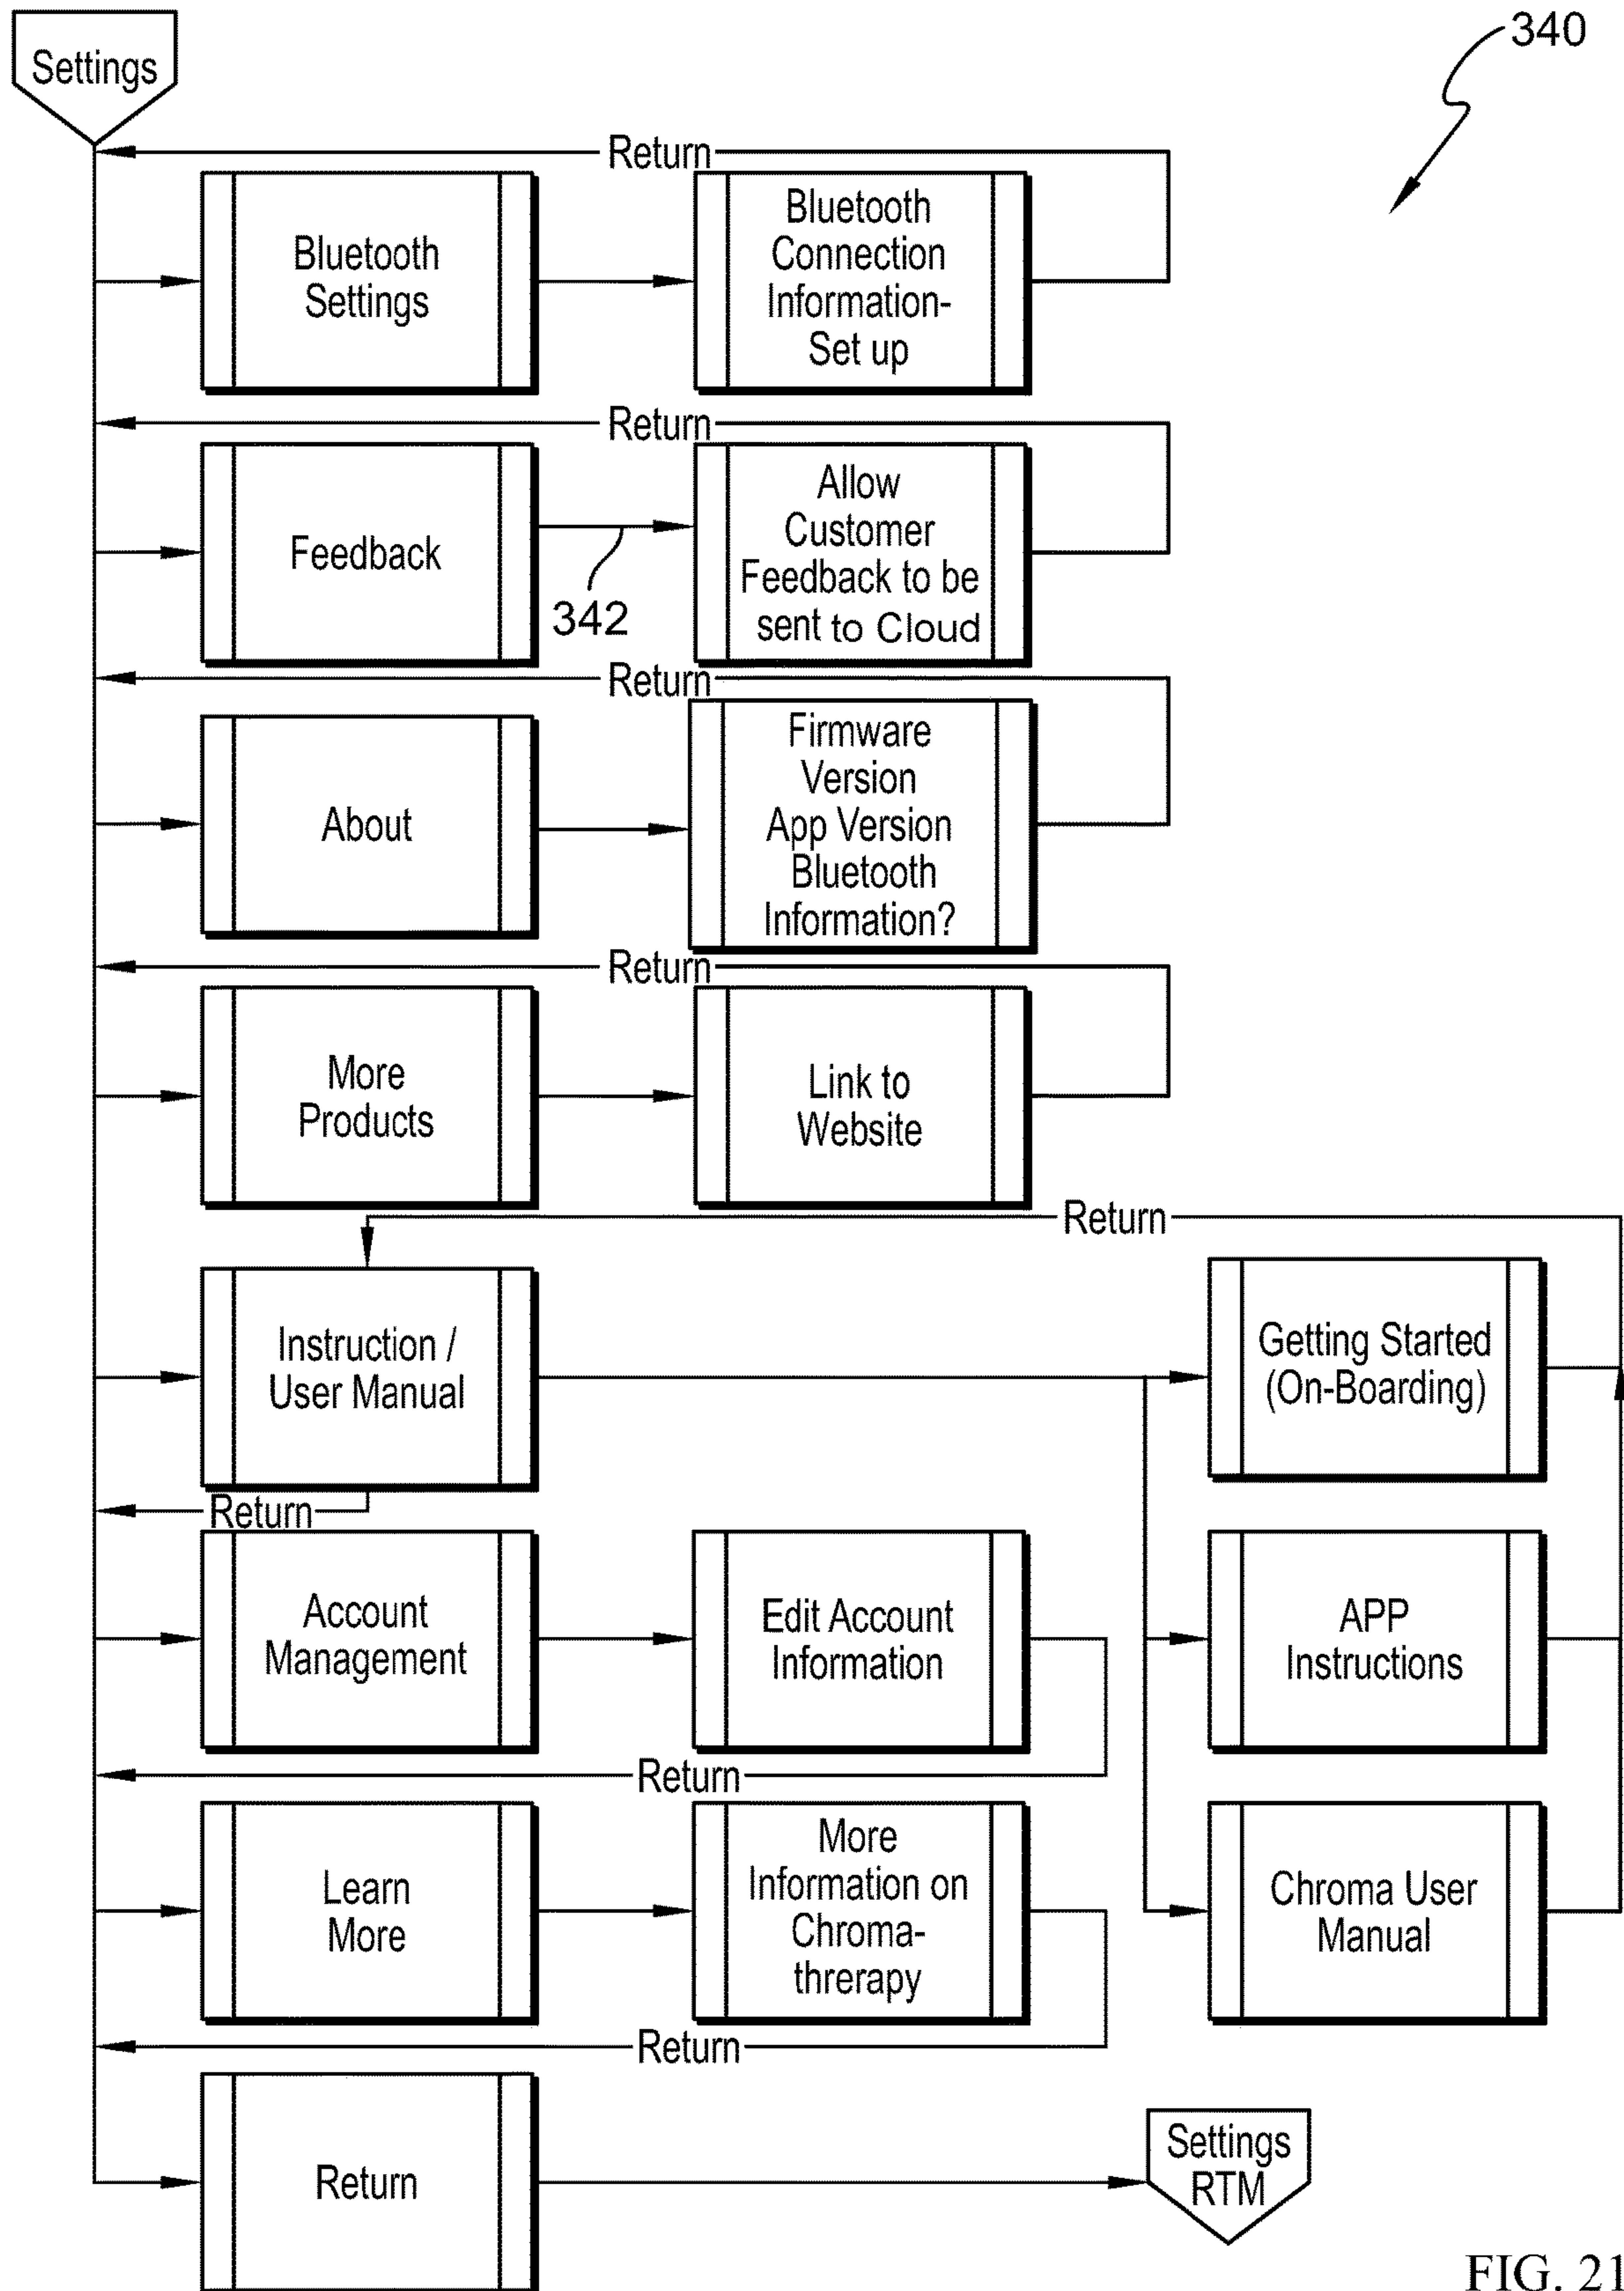 340
Settings
Return
Bluetooth
Settings
Bluetooth
Connection
Information-
Set up
Return
Feedback
342
Allow
Customer
Feedback to be
sent to Cloud
Return
About
Firmware
Version
App Version
Bluetooth
Information?
Return
More
Products
Link to
Website
Return
Instruction /
User Manual
Getting Started
(On-Boarding)
Return
Account
Management
Edit Account
Information
APP
Instructions
Return
Learn
More
More
Information on
Chroma-
threrapy
Chroma User
Manual
Return
Return
Settings
RTM
FIG. 21